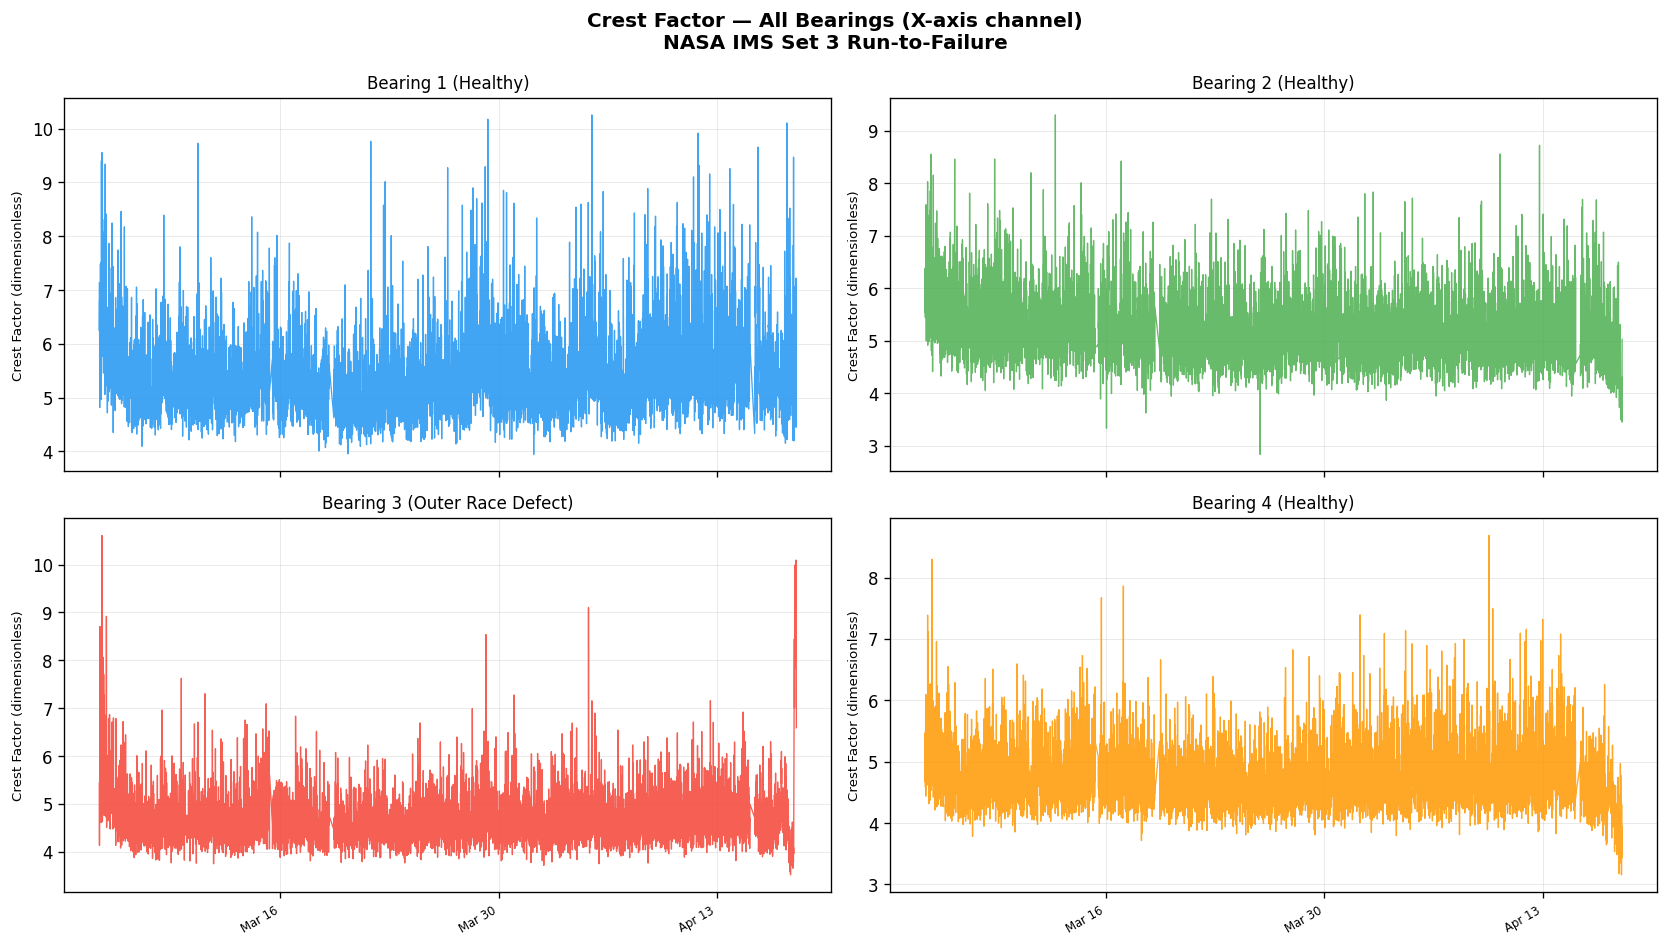 Crest Factor — All Bearings (X-axis channel)
NASA IMS Set 3 Run-to-Failure
Bearing 1 (Healthy)
Crest Factor (dimensionless)
10
9
8
7
6
5
4
Bearing 2 (Healthy)
Crest Factor (dimensionless)
9
8
7
6
5
4
3
Bearing 3 (Outer Race Defect)
Crest Factor (dimensionless)
10
9
8
7
6
5
4
Mar 16
Mar 30
Apr 13
Bearing 4 (Healthy)
Crest Factor (dimensionless)
8
7
6
5
4
3
Mar 16
Mar 30
Apr 13